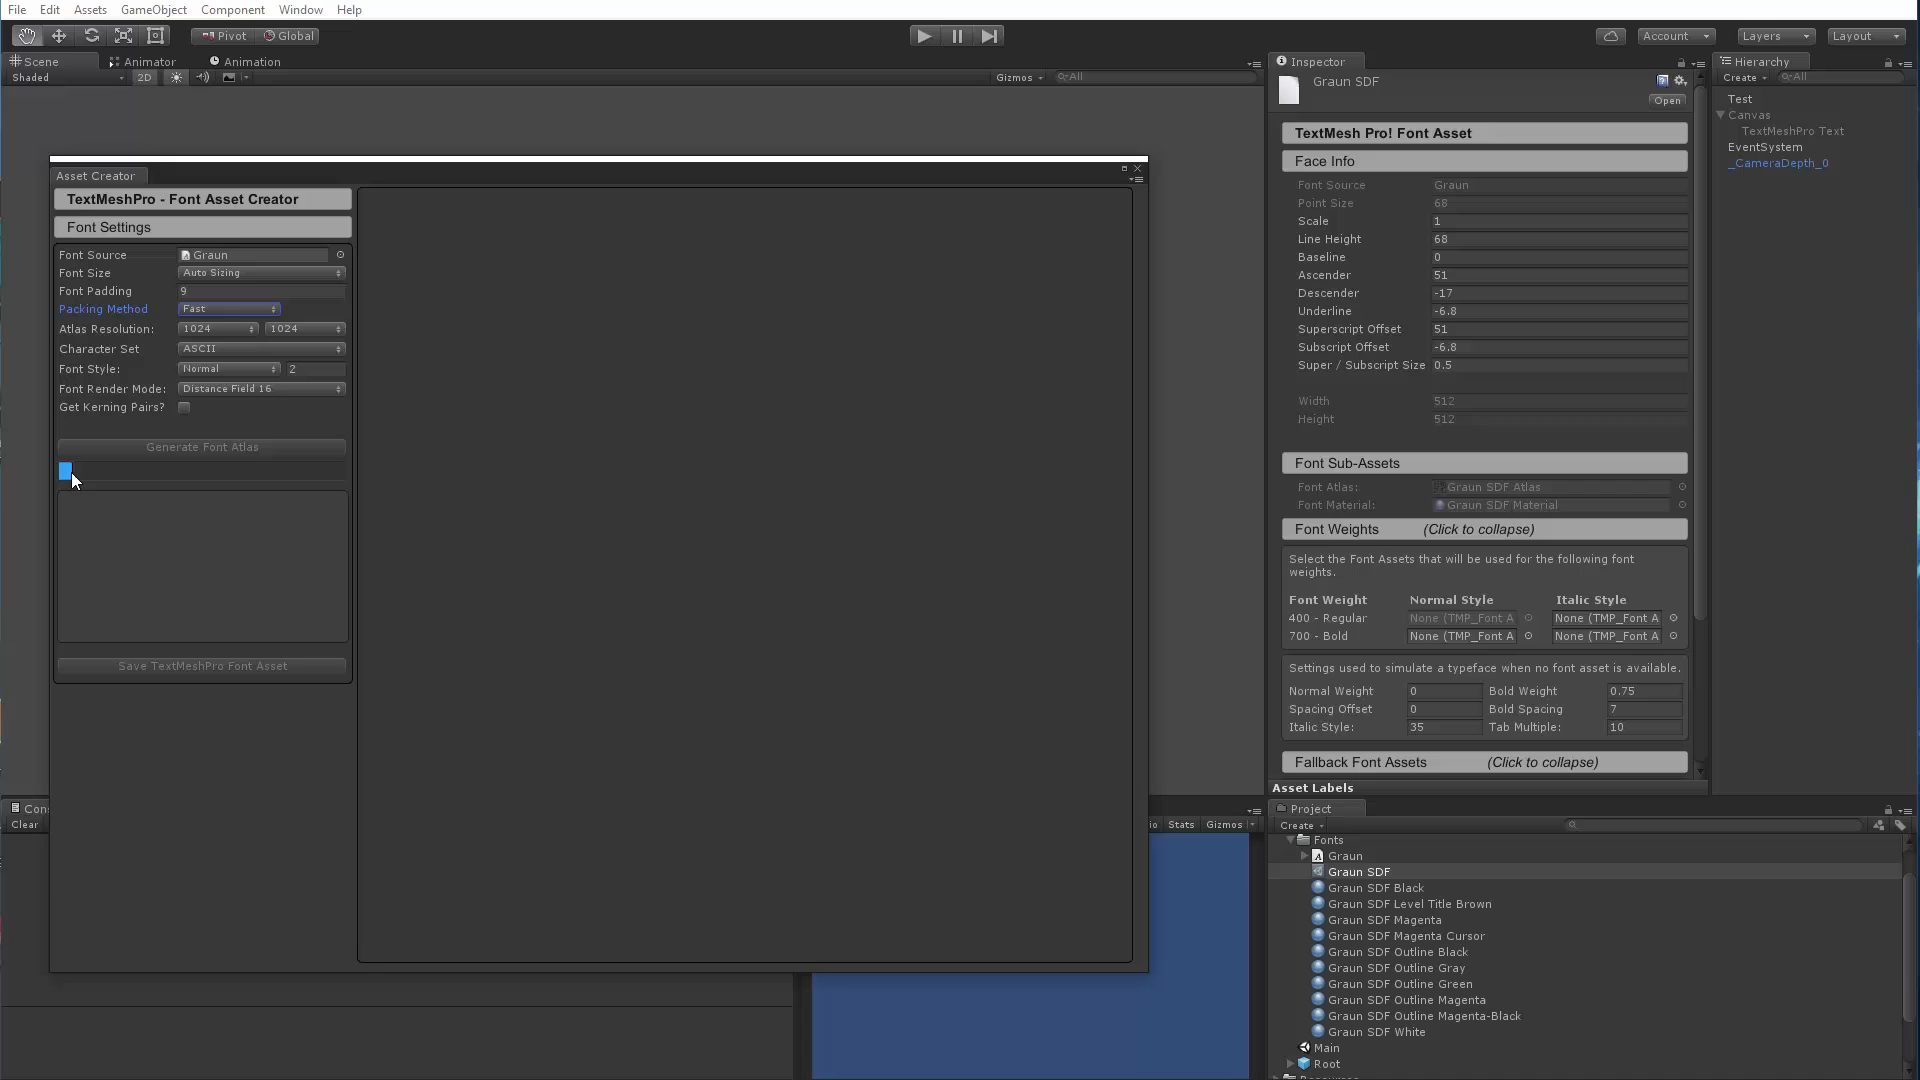 File Edit Assets GameObject Component Window Help
Pivot Global
Account Layers Layout
Scene Animator Animation
Shaded 2D Gizmos All
Asset Creator
TextMeshPro - Font Asset Creator
Font Settings
Font Source Graun
Font Size Auto Sizing
Font Padding 9
Packing Method Fast
Atlas Resolution: 1024 1024
Character Set ASCII
Font Style: Normal 2
Font Render Mode: Distance Field 16
Get Kerning Pairs?
Generate Font Atlas
Save TextMeshPro Font Asset
Con
Clear
Stats Gizmos
Inspector
Graun SDF
Open
TextMesh Pro! Font Asset
Face Info
Font Source Graun
Point Size 68
Scale 1
Line Height 68
Baseline 0
Ascender 51
Descender -17
Underline -6.8
Superscript Offset 51
Subscript Offset -6.8
Super / Subscript Size 0.5
Width 512
Height 512
Font Sub-Assets
Font Atlas: Graun SDF Atlas
Font Material: Graun SDF Material
Font Weights (Click to collapse)
Select the Font Assets that will be used for the following font
weights.
Font Weight Normal Style Italic Style
400 - Regular None (TMP_Font A None (TMP_Font A
700 - Bold None (TMP_Font A None (TMP_Font A
Settings used to simulate a typeface when no font asset is available.
Normal Weight 0 Bold Weight 0.75
Spacing Offset 0 Bold Spacing 7
Italic Style: 35 Tab Multiple: 10
Fallback Font Assets (Click to collapse)
Asset Labels
Hierarchy
Create All
Test
Canvas
TextMeshPro Text
EventSystem
_CameraDepth_0
Project
Create
Fonts
Graun
Graun SDF
Graun SDF Black
Graun SDF Level Title Brown
Graun SDF Magenta
Graun SDF Magenta Cursor
Graun SDF Outline Black
Graun SDF Outline Gray
Graun SDF Outline Green
Graun SDF Outline Magenta
Graun SDF Outline Magenta-Black
Graun SDF White
Main
Root